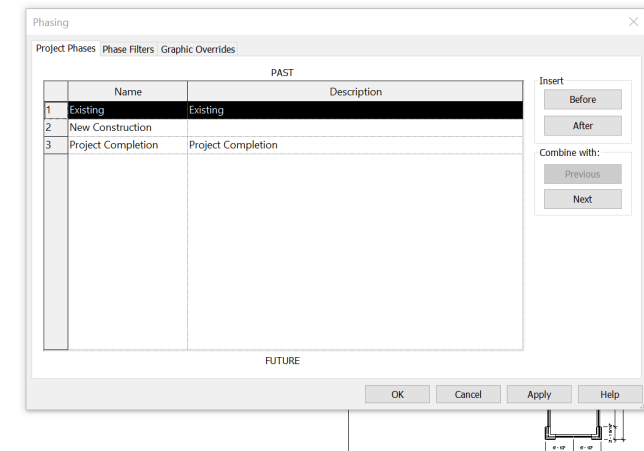 Phasing
Project Phases Phase Filters Graphic Overrides
PAST
Name Description
1 Existing Existing
2 New Construction
3 Project Completion Project Completion
FUTURE
Insert
Before
After
Combine with:
Previous
Next
OK Cancel Apply Help